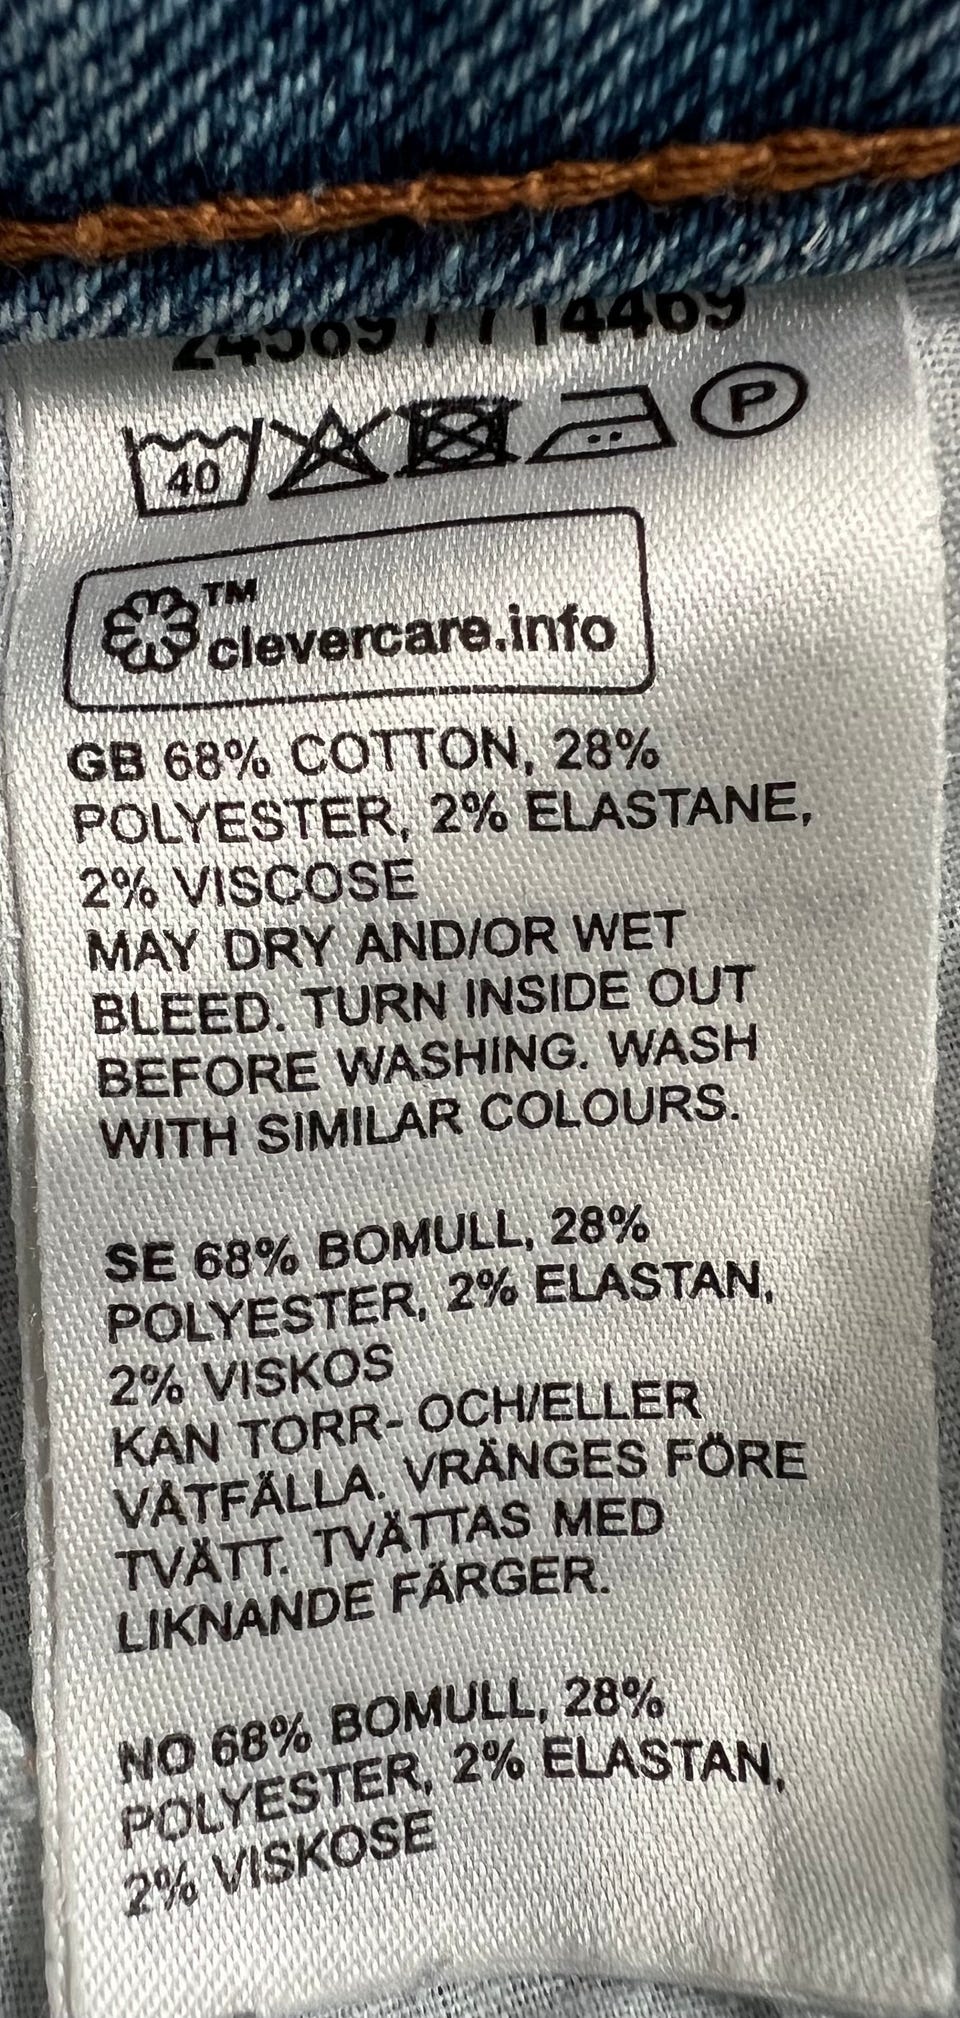 40
P
TM
clevercare.info
GB 68% COTTON, 28%
POLYESTER, 2% ELASTANE,
2% VISCOSE
MAY DRY AND/OR WET
BLEED. TURN INSIDE OUT
BEFORE WASHING. WASH
WITH SIMILAR COLOURS.
SE 68% BOMULL, 28%
POLYESTER, 2% ELASTAN,
2% VISKOS
KAN TORR- OCH/ELLER
VÅTFÄLLA. VRÄNGES FÖRE
TVÄTT. TVÄTTAS MED
LIKNANDE FÄRGER.
NO 68% BOMULL, 28%
POLYESTER, 2% ELASTAN,
2% VISKOSE